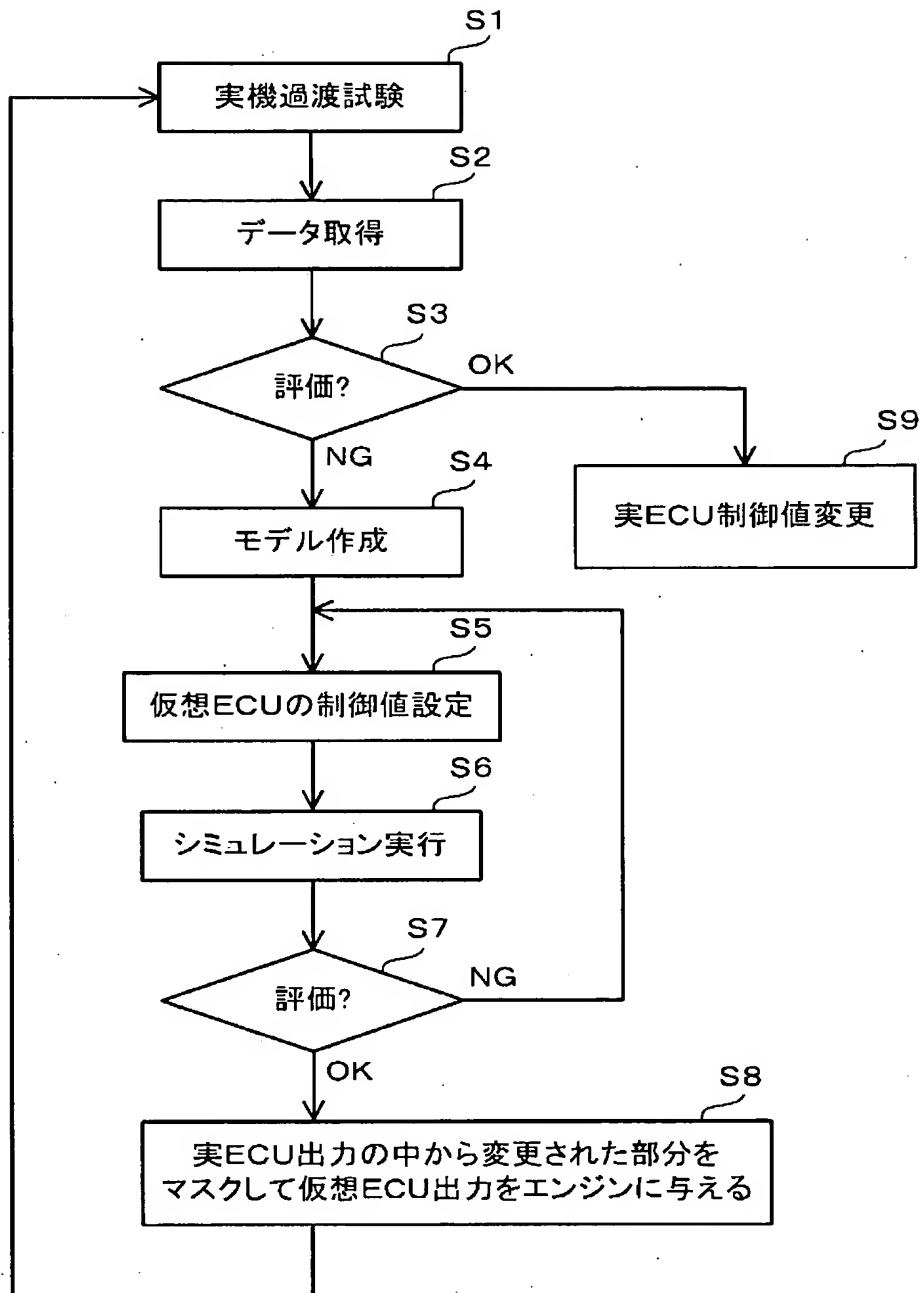 S1
実機過渡試験
S2
データ取得
S3
評価?
OK
NG
S9
実ECU制御値変更
S4
モデル作成
S5
仮想ECUの制御値設定
S6
シミュレーション実行
S7
評価?
NG
OK
S8
実ECU出力の中から変更された部分を
マスクして仮想ECU出力をエンジンに与える